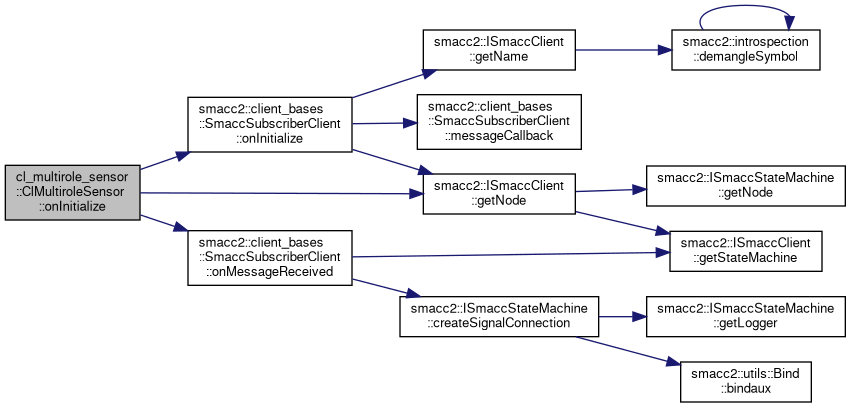 cl_multirole_sensor
::ClMultiroleSensor
::onInitialize
smacc2::client_bases
::SmaccSubscriberClient
::onInitialize
smacc2::client_bases
::SmaccSubscriberClient
::onMessageReceived
smacc2::ISmaccClient
::getName
smacc2::client_bases
::SmaccSubscriberClient
::messageCallback
smacc2::ISmaccClient
::getNode
smacc2::ISmaccStateMachine
::createSignalConnection
smacc2::introspection
::demangleSymbol
smacc2::ISmaccStateMachine
::getNode
smacc2::ISmaccClient
::getStateMachine
smacc2::ISmaccStateMachine
::getLogger
smacc2::utils::Bind
::bindaux